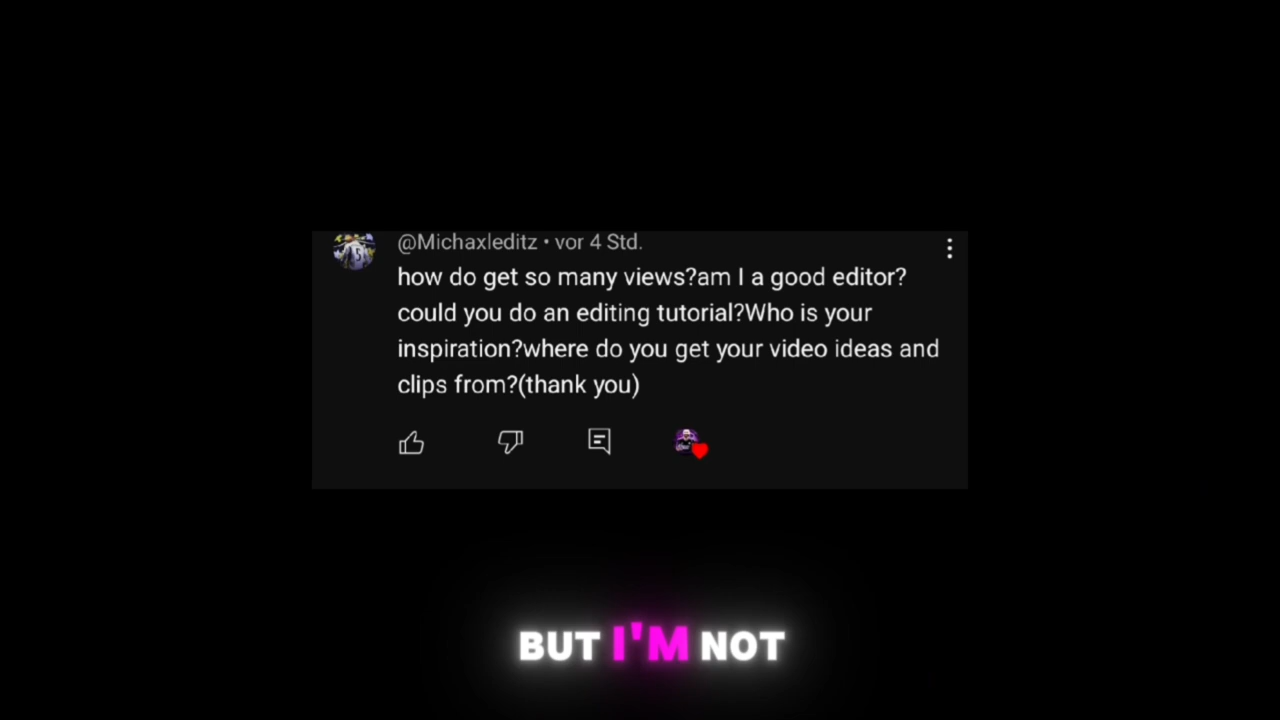 @Michaxleditz • vor 4 Std.
how do get so many views?am I a good editor?
could you do an editing tutorial?Who is your
inspiration?where do you get your video ideas and
clips from?(thank you)
BUT I'M NOT